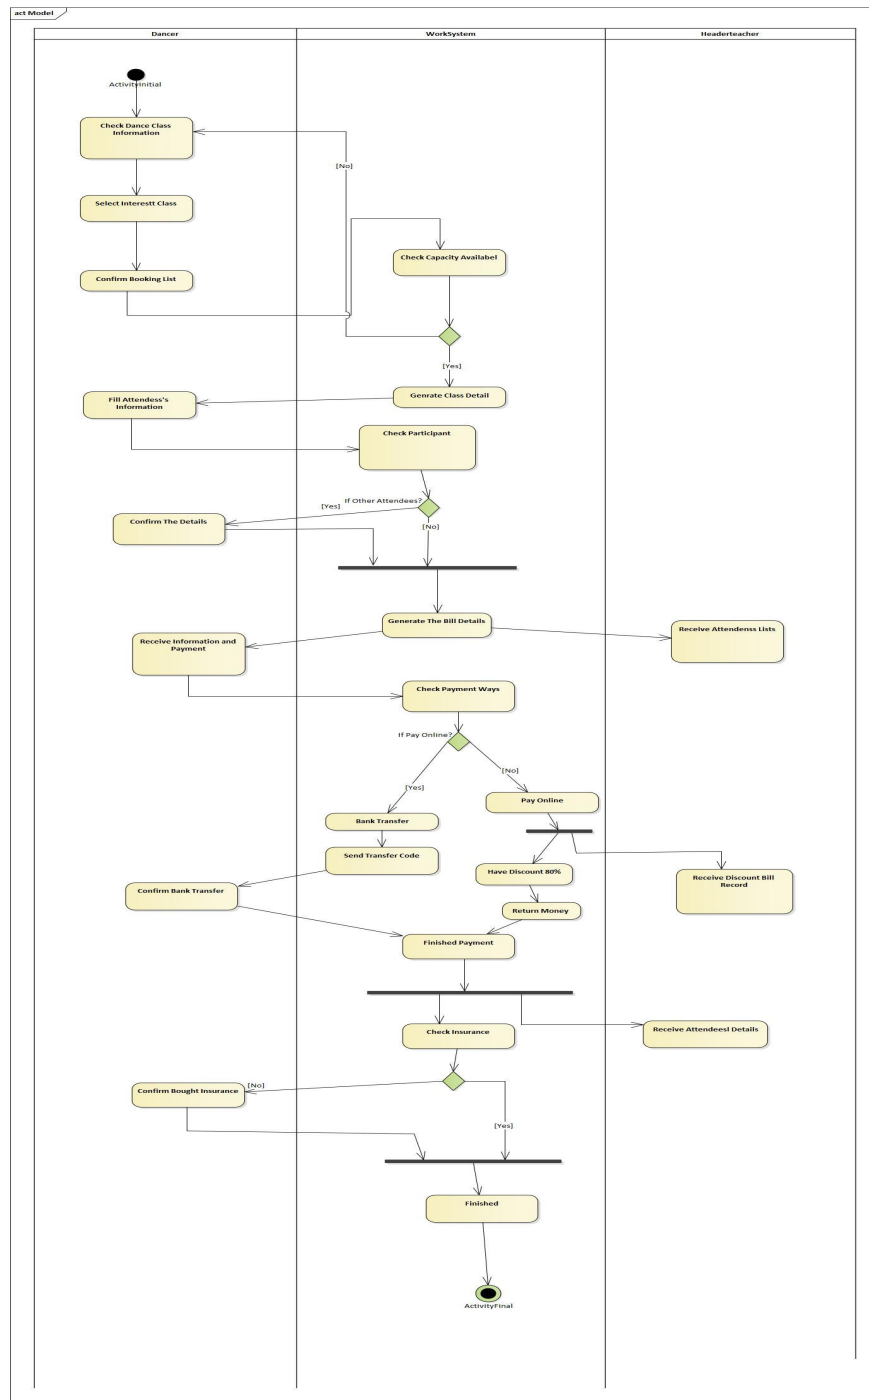 act Model
Dancer
WorkSystem
Headerteacher
ActivityInitial
Check Dance Class
Information
[No]
Select Interestt Class
Check Capacity Availabel
Confirm Booking List
[Yes]
Genrate Class Detail
Fill Attendess's
Information
Check Participant
If Other Attendees?
[Yes]
Confirm The Details
[No]
Generate The Bill Details
Receive Attendenss Lists
Receive Information and
Payment
Check Payment Ways
If Pay Online?
[No]
[Yes]
Pay Online
Bank Transfer
Send Transfer Code
Have Discount 80%
Receive Discount Bill
Record
Confirm Bank Transfer
Return Money
Finished Payment
Check Insurance
Receive Attendeesl Details
[No]
Confirm Bought Insurance
[Yes]
Finished
ActivityFinal